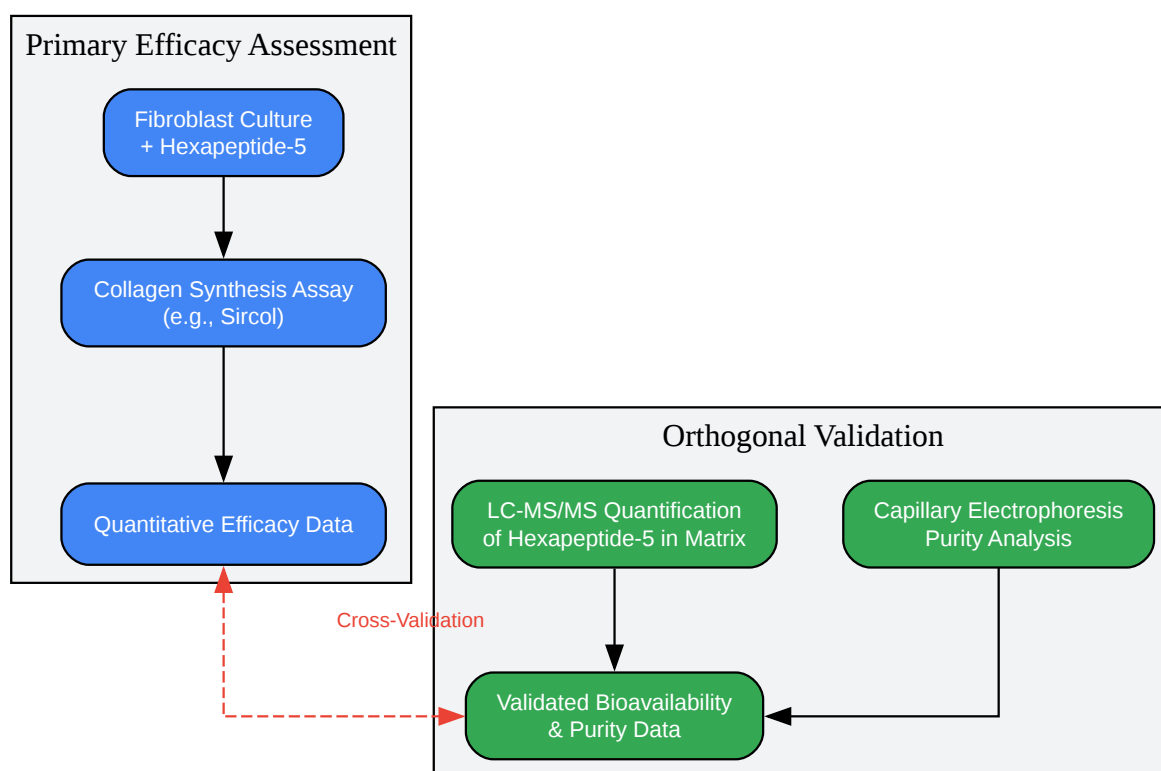 Primary Efficacy Assessment
Fibroblast Culture
+ Hexapeptide-5
Collagen Synthesis Assay
(e.g., Sircol)
Quantitative Efficacy Data
Cross-Validation
Orthogonal Validation
LC-MS/MS Quantification
of Hexapeptide-5 in Matrix
Capillary Electrophoresis
Purity Analysis
Validated Bioavailability
& Purity Data